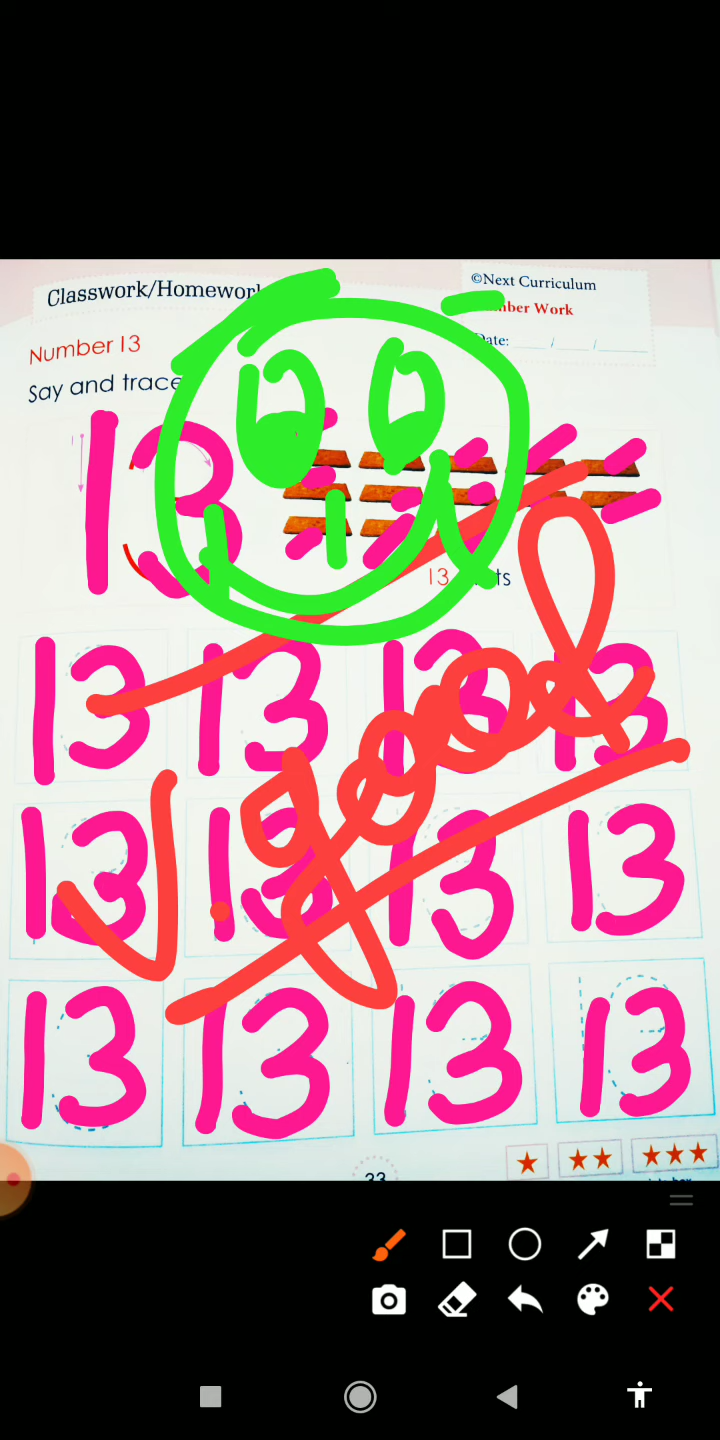 Classwork/Homework
©Next Curriculum
Number Work
Date: / /
Number 13
Say and trace
13
13
13 13 13 13
good
13 13 13 13
13 13 13 13
33